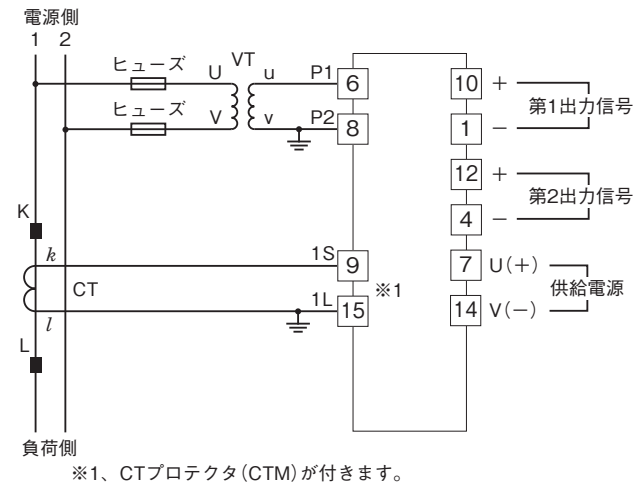 電源側
1 2
ヒューズ
U VT u P1 6
10 +
第1出力信号
ヒューズ
V v P2 8
1 −
12 +
第2出力信号
4 −
K
k 1S 9
7 U(+)
CT ※1
供給電源
l 1L 15
14 V(−)
L
負荷側
※1、CTプロテクタ(CTM)が付きます。